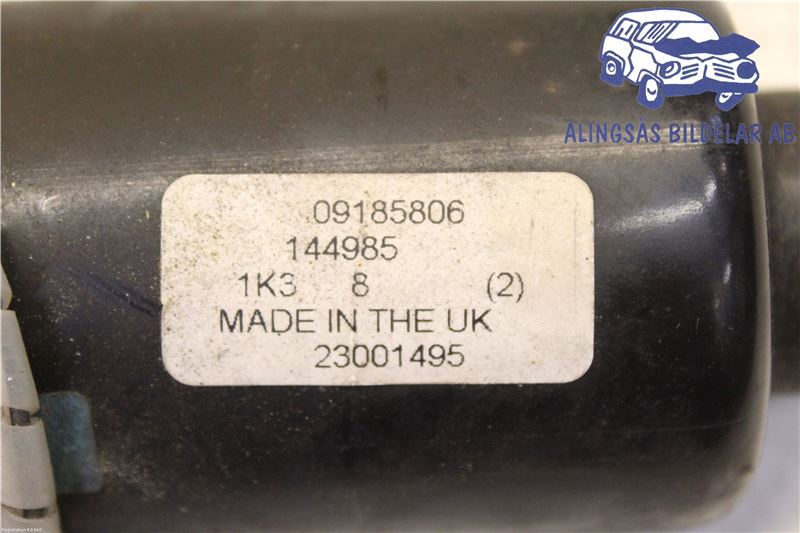 ALINGSÅS BILDELAR AB
09185806
144985
1K3 8 (2)
MADE IN THE UK
23001495